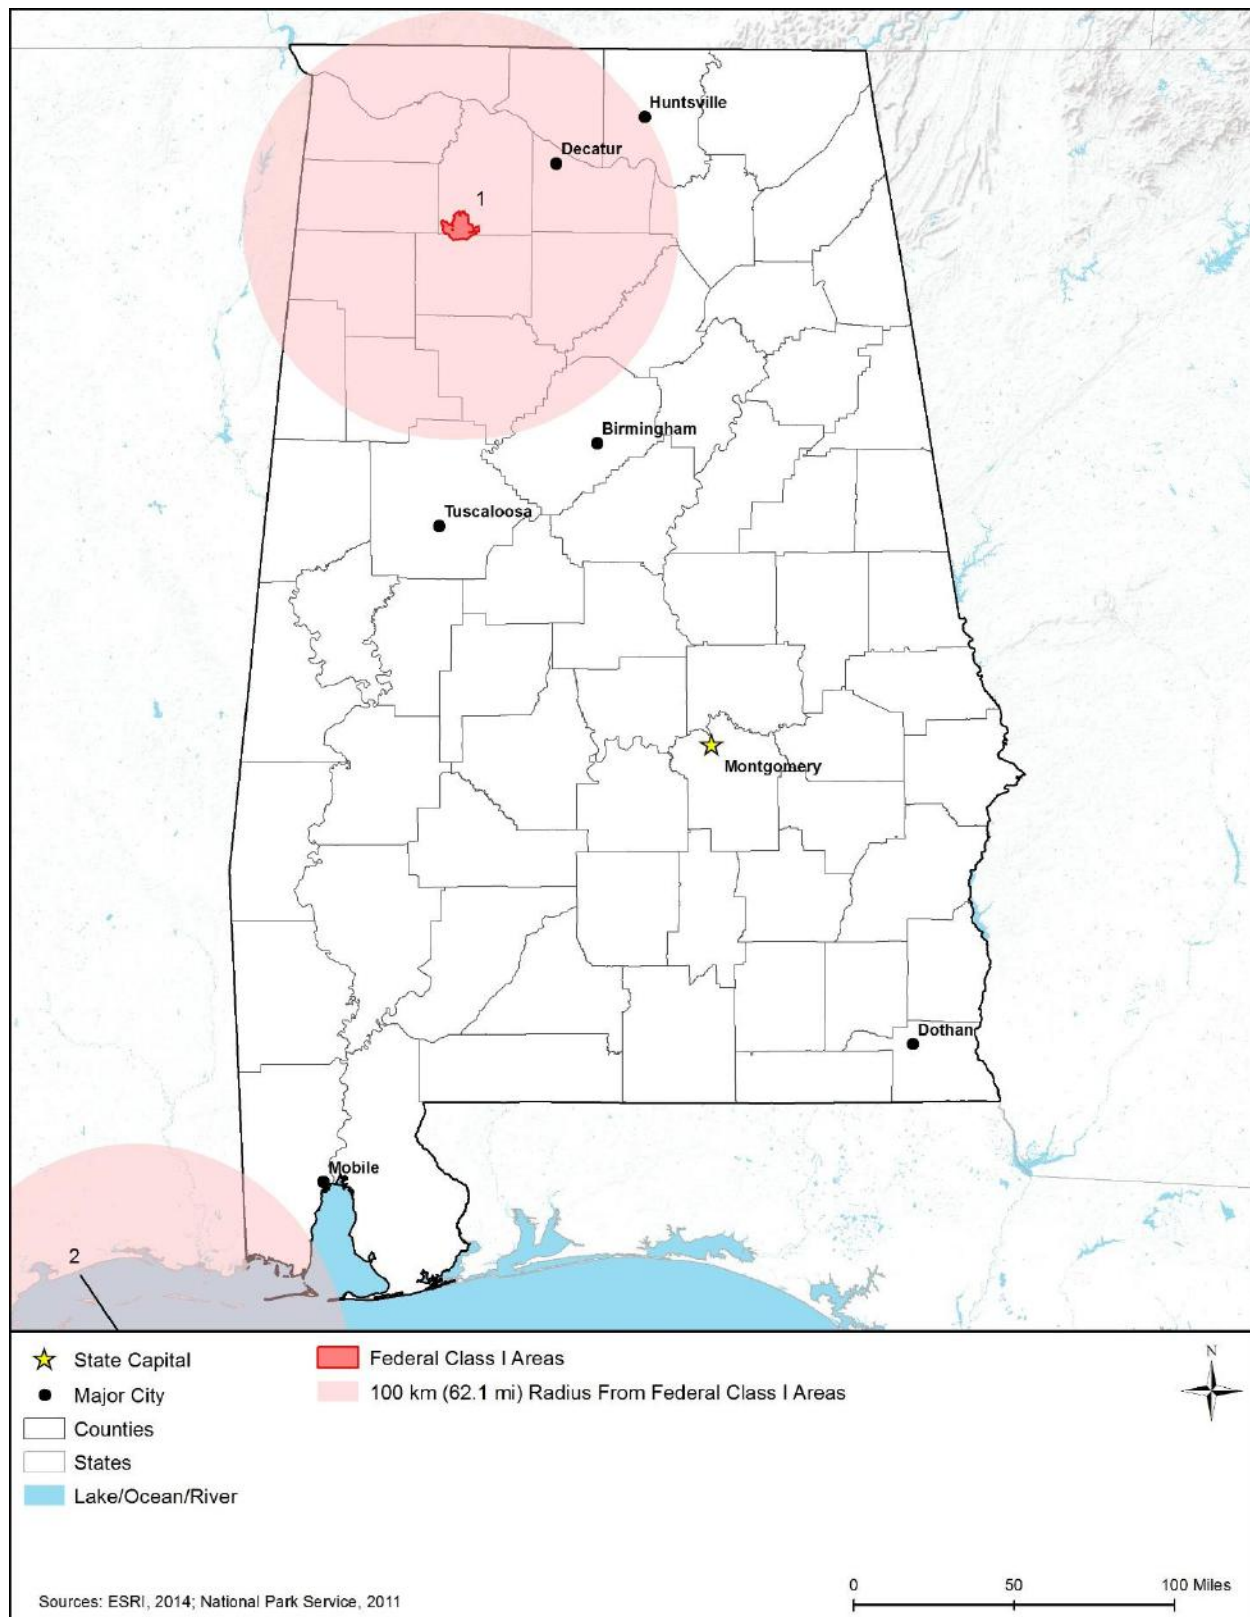 Huntsville
Decatur
1
Birmingham
Tuscaloosa
Montgomery
Dothan
Mobile
2
State Capital
Major City
Counties
States
Lake/Ocean/River
Federal Class I Areas
100 km (62.1 mi) Radius From Federal Class I Areas
N
Sources: ESRI, 2014; National Park Service, 2011
0 50 100 Miles